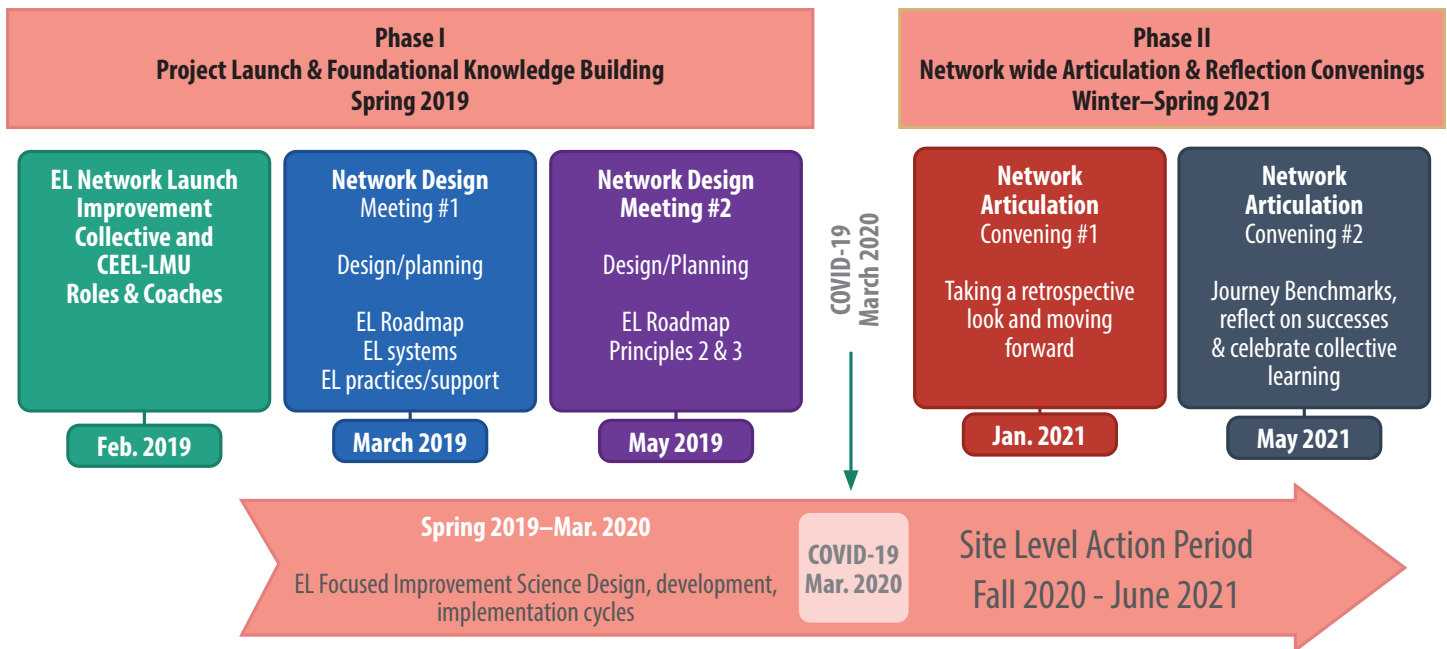 Phase I
Project Launch & Foundational Knowledge Building
Spring 2019
Phase II
Network wide Articulation & Reflection Convenings
Winter–Spring 2021
EL Network Launch
Improvement
Collective and
CEEL-LMU
Roles & Coaches
Feb. 2019
Network Design
Meeting #1
Design/planning
EL Roadmap
EL systems
EL practices/support
March 2019
Network Design
Meeting #2
Design/Planning
EL Roadmap
Principles 2 & 3
May 2019
COVID-19
March 2020
Network
Articulation
Convening #1
Taking a retrospective
look and moving
forward
Jan. 2021
Network
Articulation
Convening #2
Journey Benchmarks,
reflect on successes
& celebrate collective
learning
May 2021
Spring 2019–Mar. 2020
EL Focused Improvement Science Design, development,
implementation cycles
COVID-19
Mar. 2020
Site Level Action Period
Fall 2020 - June 2021